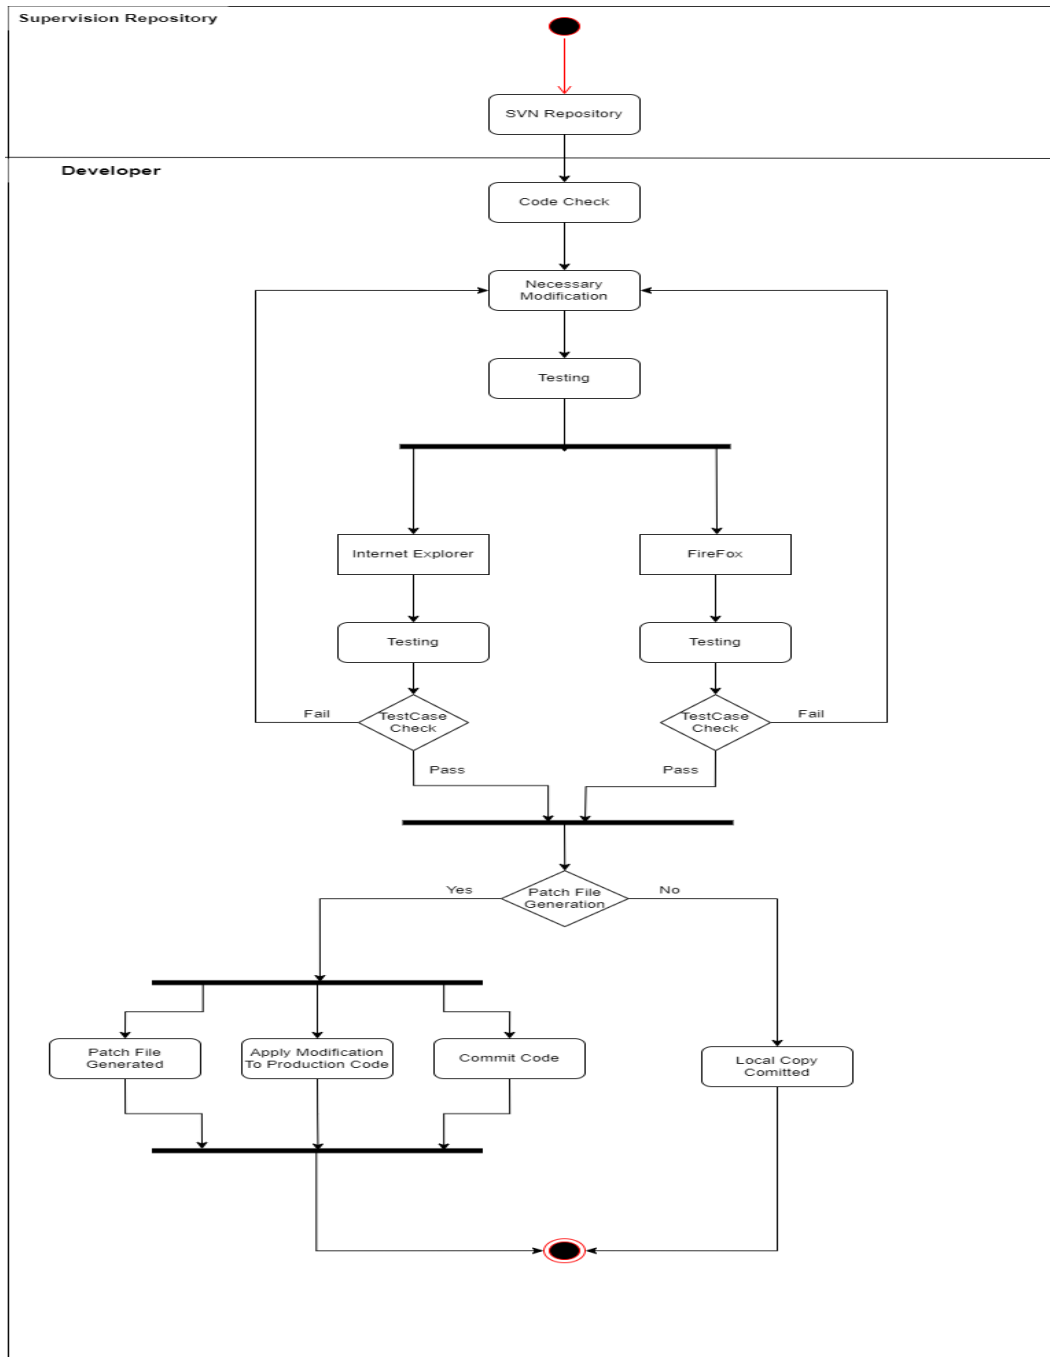 Supervision Repository
SVN Repository
Developer
Code Check
Necessary
Modification
Testing
Internet Explorer
FireFox
Testing
Testing
Fail
TestCase
Check
TestCase
Check
Fail
Pass
Pass
Yes
Patch File
Generation
No
Patch File
Generated
Apply Modification
To Production Code
Commit Code
Local Copy
Comitted